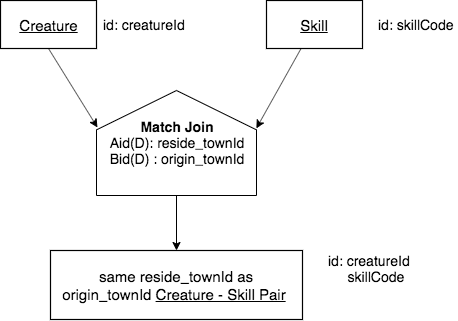 Creature
id: creatureId
Skill
id: skillCode
Match Join
Aid(D): reside_townId
Bid(D) : origin_townId
same reside_townId as
origin_townId Creature - Skill Pair
id: creatureId
skillCode